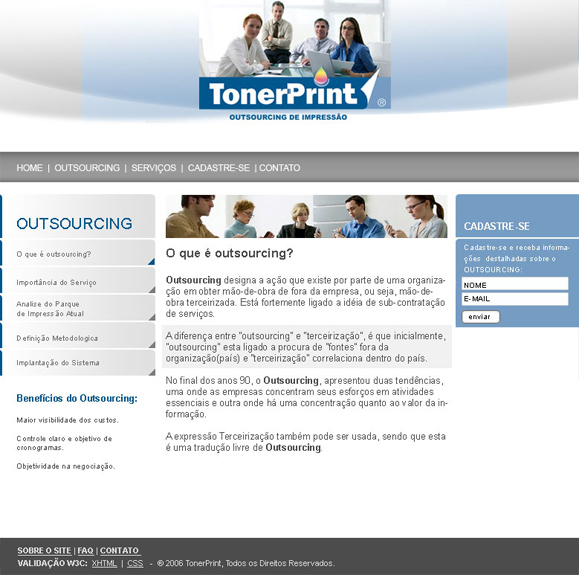 TonerPrint ®
OUTSOURCING DE IMPRESSÃO
HOME | OUTSOURCING | SERVIÇOS | CADASTRE-SE | CONTATO
OUTSOURCING
O que é outsourcing?
Importância do Serviço
Analise do Parque
de Impressão Atual
Definição Metodologica
Implantação do Sistema
Benefícios do Outsourcing:
Maior visibilidade dos custos.
Controle claro e objetivo de
cronogramas.
Objetividade na negociação.
O que é outsourcing?
Outsourcing designa a ação que existe por parte de uma organiza-
ção em obter mão-de-obra de fora da empresa, ou seja, mão-de-
obra terceirizada. Está fortemente ligado a idéia de sub-contratação
de serviços.
A diferença entre "outsourcing" e "terceirização", é que inicialmente,
"outsourcing" esta ligado a procura de "fontes" fora da
organização(país) e "terceirização" correlaciona dentro do país.
No final dos anos 90, o Outsourcing, apresentou duas tendências,
uma onde as empresas concentram seus esforços em atividades
essenciais e outra onde há uma concentração quanto ao valor da in-
formação.
A expressão Terceirização também pode ser usada, sendo que esta
é uma tradução livre de Outsourcing.
CADASTRE-SE
Cadastre-se e receba informa-
ções destalhadas sobre o
OUTSOURCING:
NOME
E-MAIL
enviar
SOBRE O SITE | FAQ | CONTATO
VALIDAÇÃO W3C: XHTML | CSS - ® 2006 TonerPrint, Todos os Direitos Reservados.